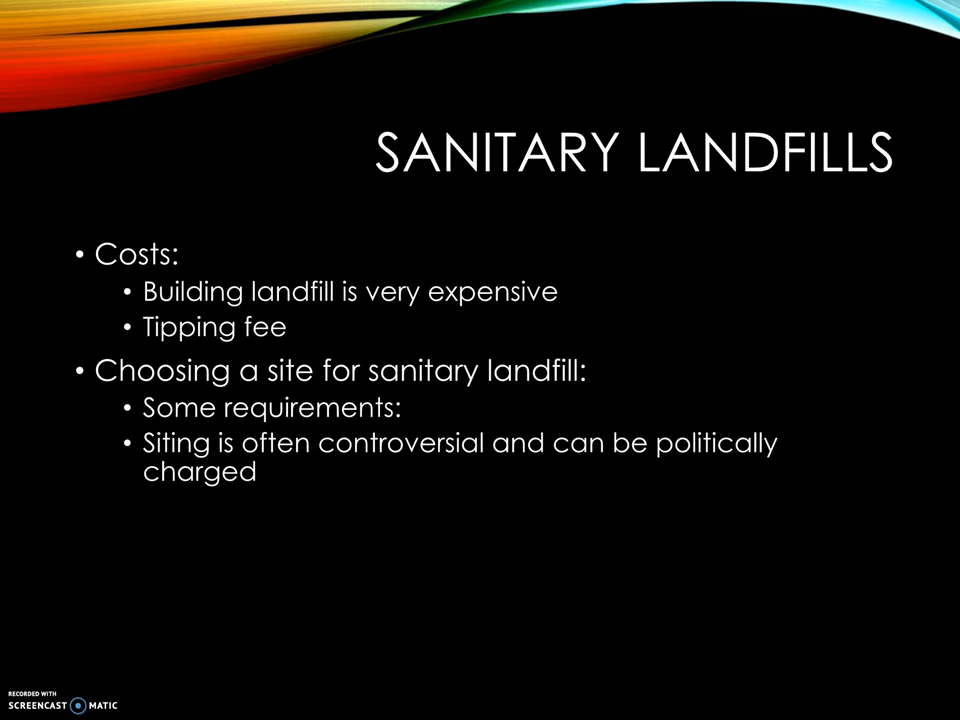 SANITARY LANDFILLS
• Costs:
• Building landfill is very expensive
• Tipping fee
• Choosing a site for sanitary landfill:
• Some requirements:
• Siting is often controversial and can be politically
charged
RECORDED WITH
SCREENCAST MATIC